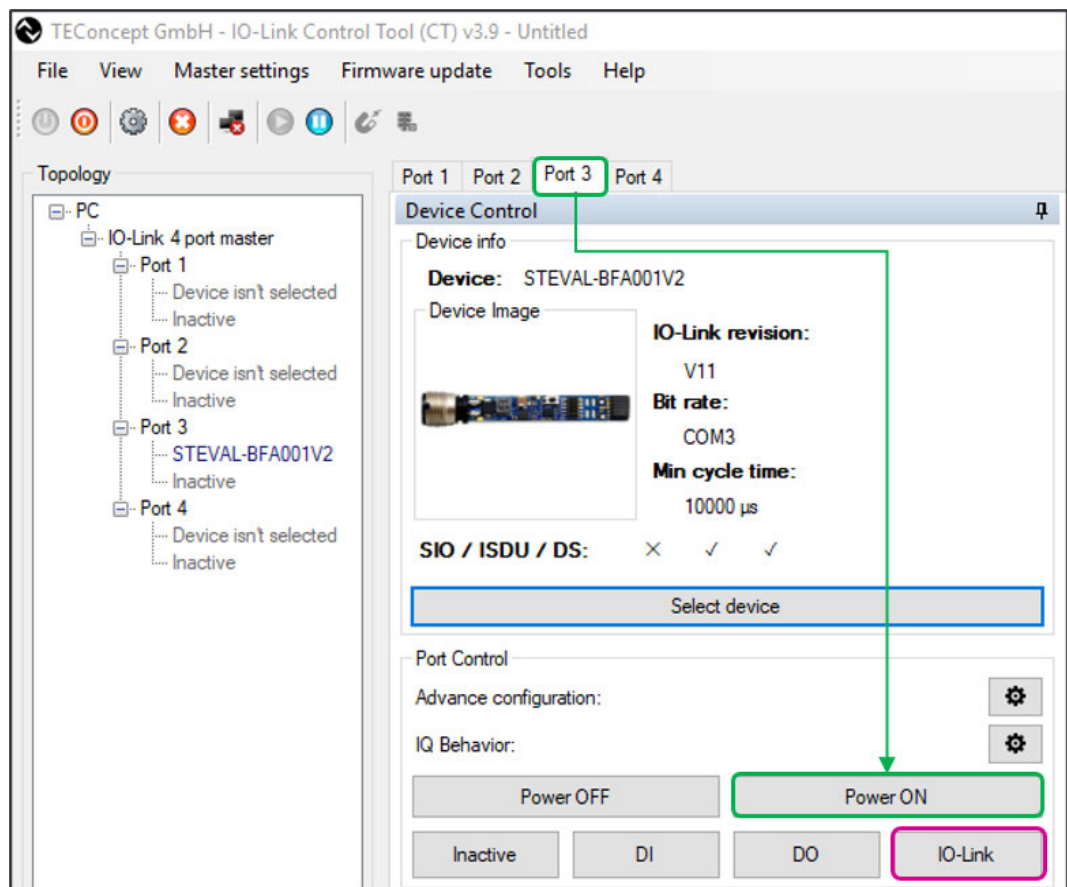 TEConcept GmbH - IO-Link Control Tool (CT) v3.9 - Untitled
File View Master settings Firmware update Tools Help
Topology
PC
IO-Link 4 port master
Port 1
Device isn't selected
Inactive
Port 2
Device isn't selected
Inactive
Port 3
STEVAL-BFA001V2
Inactive
Port 4
Device isn't selected
Inactive
Port 1 Port 2 Port 3 Port 4
Device Control
Device info
Device: STEVAL-BFA001V2
Device Image
IO-Link revision:
V11
Bit rate:
COM3
Min cycle time:
10000 µs
SIO / ISDU / DS:
Select device
Port Control
Advance configuration:
IQ Behavior:
Power OFF Power ON
Inactive DI DO IO-Link